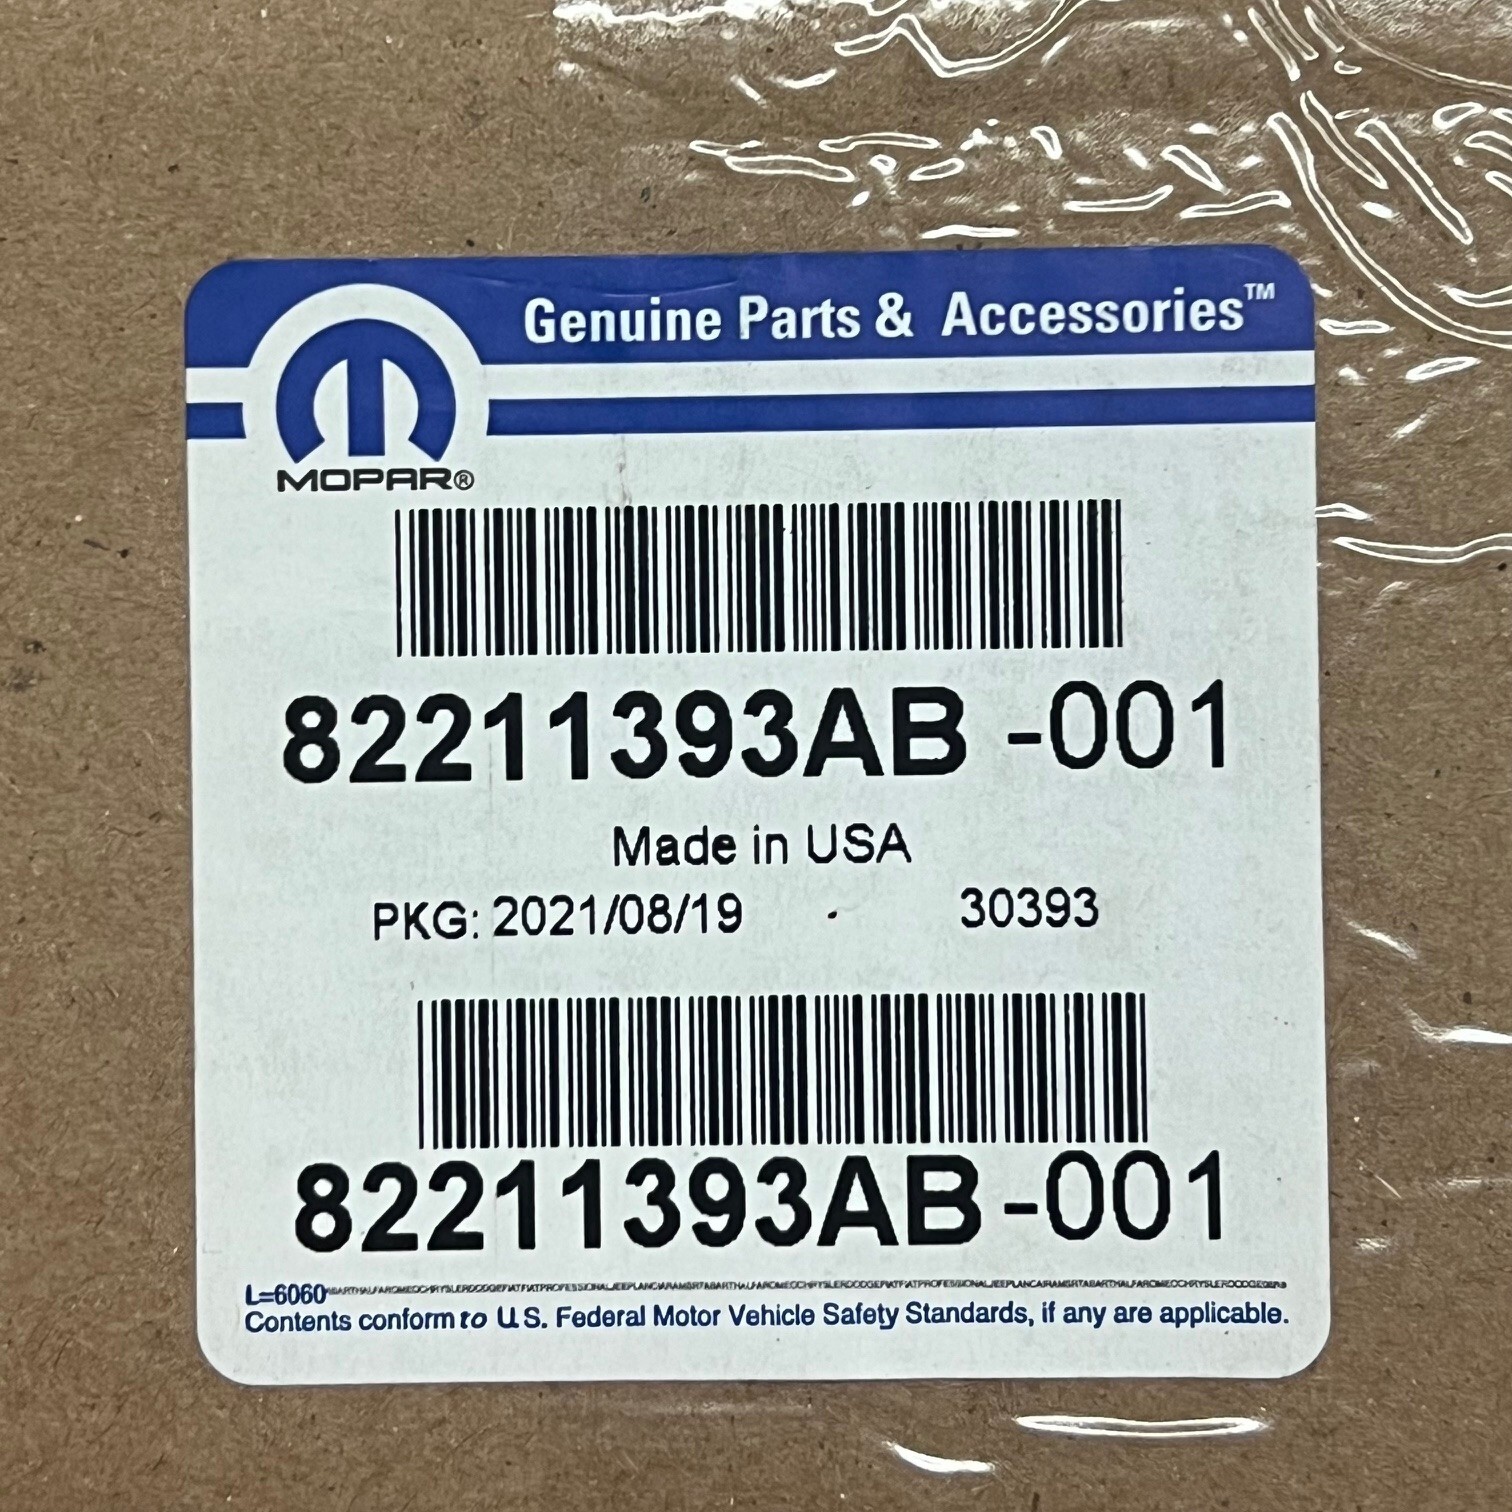 Genuine Parts & Accessories™
MOPAR®
82211393AB -001
Made in USA
PKG: 2021/08/19 30393
82211393AB -001
L=6060
Contents conform to U.S. Federal Motor Vehicle Safety Standards, if any are applicable.